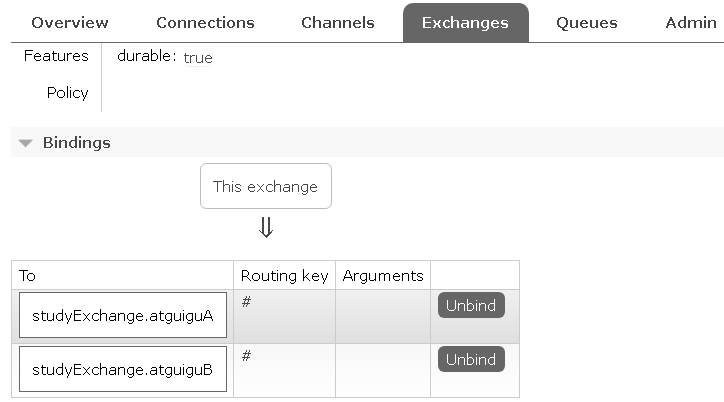 Overview Connections Channels Exchanges Queues Admin
Features durable: true
Policy
Bindings
This exchange
⇓
To Routing key Arguments
studyExchange.atguiguA # Unbind
studyExchange.atguiguB # Unbind